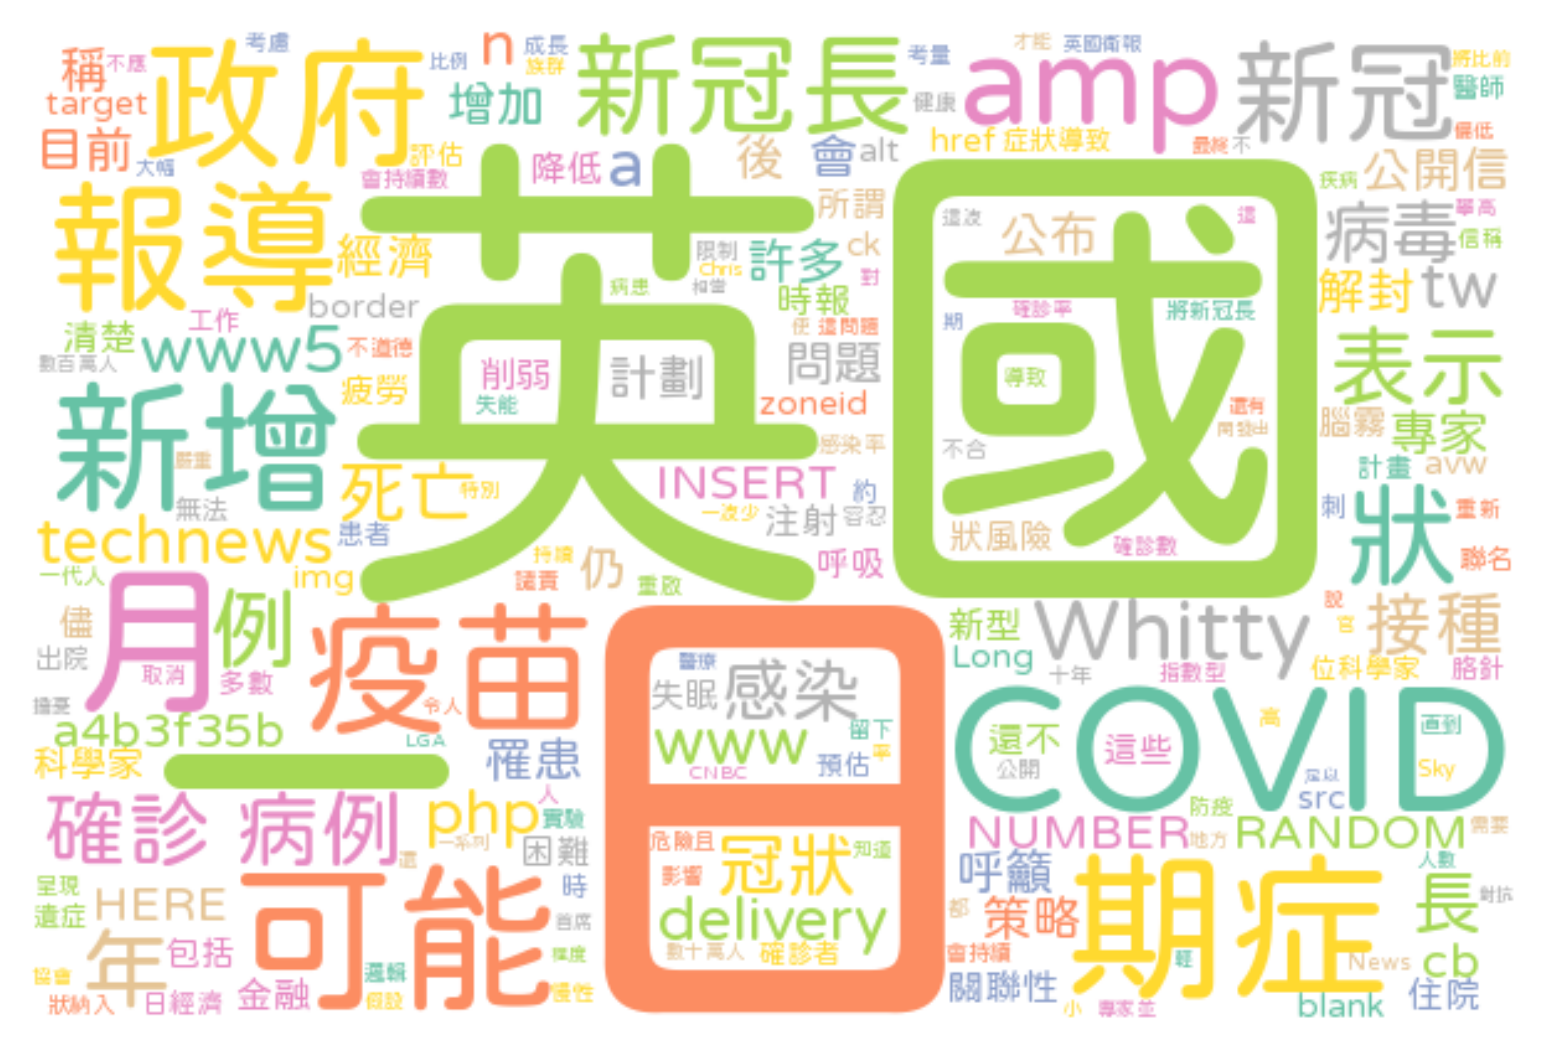 稱
不應
target
目前
大幅
政府
考慮
比例
n
成長
族群
增加
新冠長
考量
健康
amp
才能
英國衛報
新冠
將比前
醫師
儷低
href
症狀導致
最終
不
公開信
疾病
評估
會持續數
降低
a
後
會
alt
報導
經濟
border
英
國
所謂
限制
Chris
相當
許多
ck
對
病患
時報
使
這問題
這次
公布
這
確診率
將新冠長
期
導致
還有
開發出
不合
狀風險
確診數
病毒
攀高
信稱
解封
tw
表示
清楚
工作
數百萬人
www5
不道德
疲勞
削弱
失能
計劃
問題
zoneid
感染率
腦霧
專家
計畫
avw
新增
嚴重
無法
死亡
特別
INSERT
約
一次少
注射
容忍
刺
狀
重新
聯名
technews
患者
img
持續
譴責
仍
重啟
呼吸
一代人
月
例
儘
出院
取消
多數
擔憂
疫苗
令人
日
醫療
失眠
感染
www
留下
CNBC
預估
率
新型
Long
Whitty
十年
指數型
說
官
接種
位科學家
胳針
a4b3f35b
一
LGA
科學家
罹患
COVID
還不
公開
這些
高
足以
src
直到
Sky
確診
病例
php
人
實驗
一系列
還
困難
危險且
影響
冠狀
知道
delivery
數十萬人
確診者
防疫
NUMBER
地方
RANDOM
需要
呈現
遺症
HERE
可能
時
首席
程度
年
包括
邏輯
協會
狀納入
日經濟
金融
假設
慢性
呼籲
都
策略
會持續
關聯性
期症
輕
小
專家並
人數
長
對抗
News
cb
blank
住院